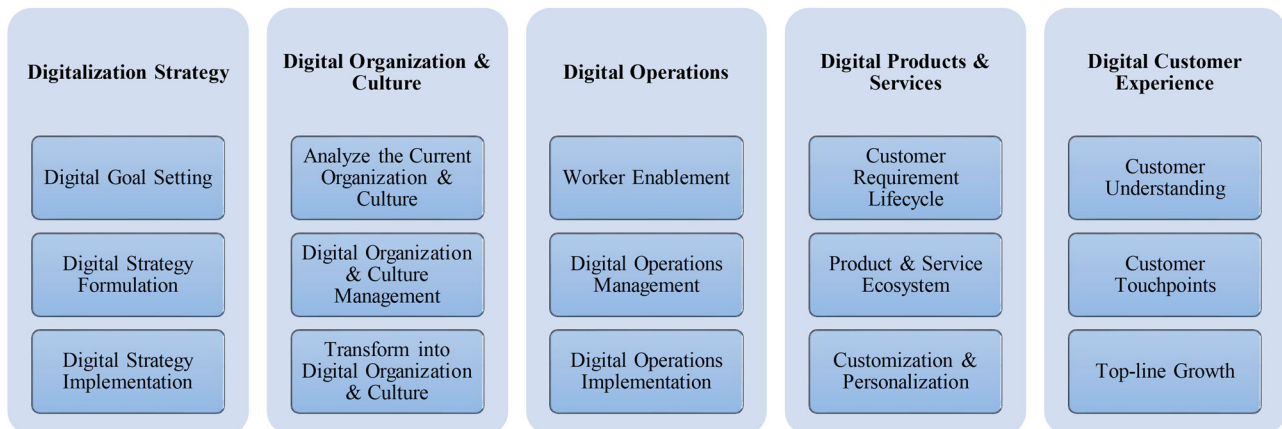 Digitalization Strategy
Digital Goal Setting
Digital Strategy
Formulation
Digital Strategy
Implementation
Digital Organization &
Culture
Analyze the Current
Organization &
Culture
Digital Organization
& Culture
Management
Transform into
Digital Organization
& Culture
Digital Operations
Worker Enablement
Digital Operations
Management
Digital Operations
Implementation
Digital Products &
Services
Customer
Requirement
Lifecycle
Product & Service
Ecosystem
Customization &
Personalization
Digital Customer
Experience
Customer
Understanding
Customer
Touchpoints
Top-line Growth